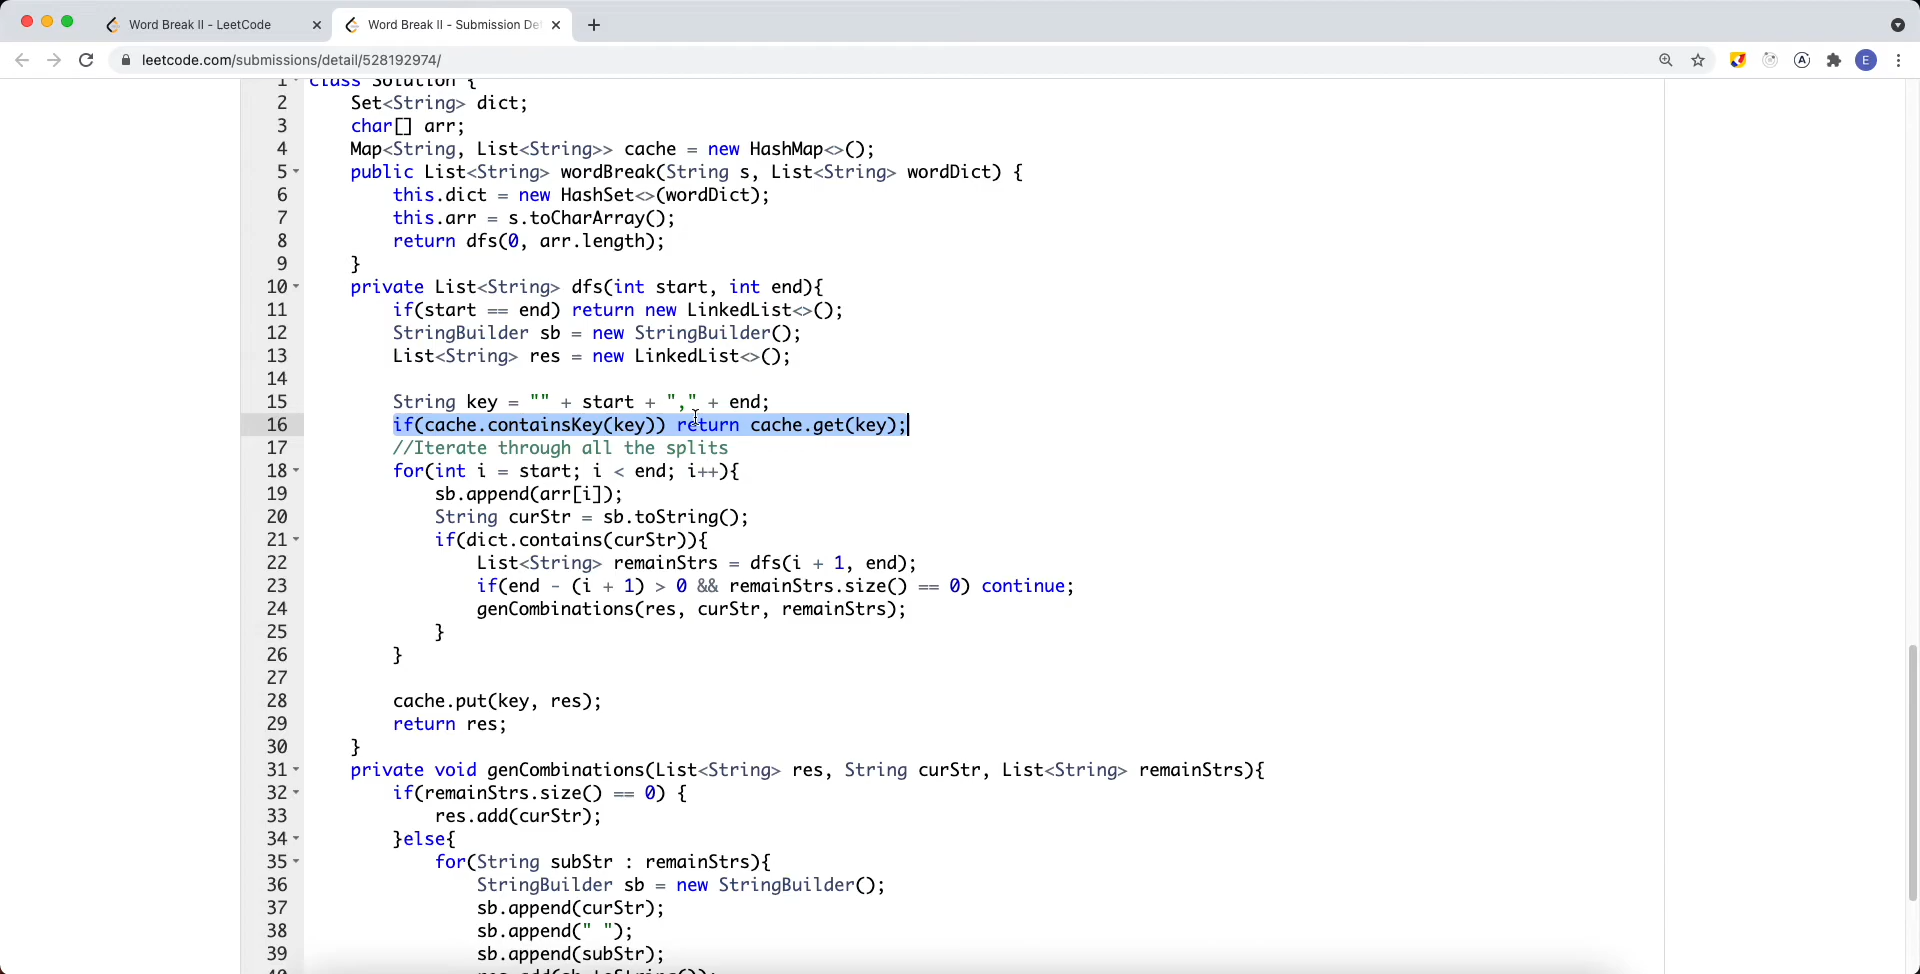 Word Break II - LeetCode
Word Break II - Submission De
leetcode.com/submissions/detail/528192974/
E
1 class Solution {
2 Set<String> dict;
3 char[] arr;
4 Map<String, List<String>> cache = new HashMap<>();
5 public List<String> wordBreak(String s, List<String> wordDict) {
6 this.dict = new HashSet<>(wordDict);
7 this.arr = s.toCharArray();
8 return dfs(0, arr.length);
9 }
10 private List<String> dfs(int start, int end){
11 if(start == end) return new LinkedList<>();
12 StringBuilder sb = new StringBuilder();
13 List<String> res = new LinkedList<>();
14
15 String key = "" + start + "," + end;
16 if(cache.containsKey(key)) return cache.get(key);
17 //Iterate through all the splits
18 for(int i = start; i < end; i++){
19 sb.append(arr[i]);
20 String curStr = sb.toString();
21 if(dict.contains(curStr)){
22 List<String> remainStrs = dfs(i + 1, end);
23 if(end - (i + 1) > 0 && remainStrs.size() == 0) continue;
24 genCombinations(res, curStr, remainStrs);
25 }
26 }
27
28 cache.put(key, res);
29 return res;
30 }
31 private void genCombinations(List<String> res, String curStr, List<String> remainStrs){
32 if(remainStrs.size() == 0) {
33 res.add(curStr);
34 }else{
35 for(String subStr : remainStrs){
36 StringBuilder sb = new StringBuilder();
37 sb.append(curStr);
38 sb.append(" ");
39 sb.append(subStr);